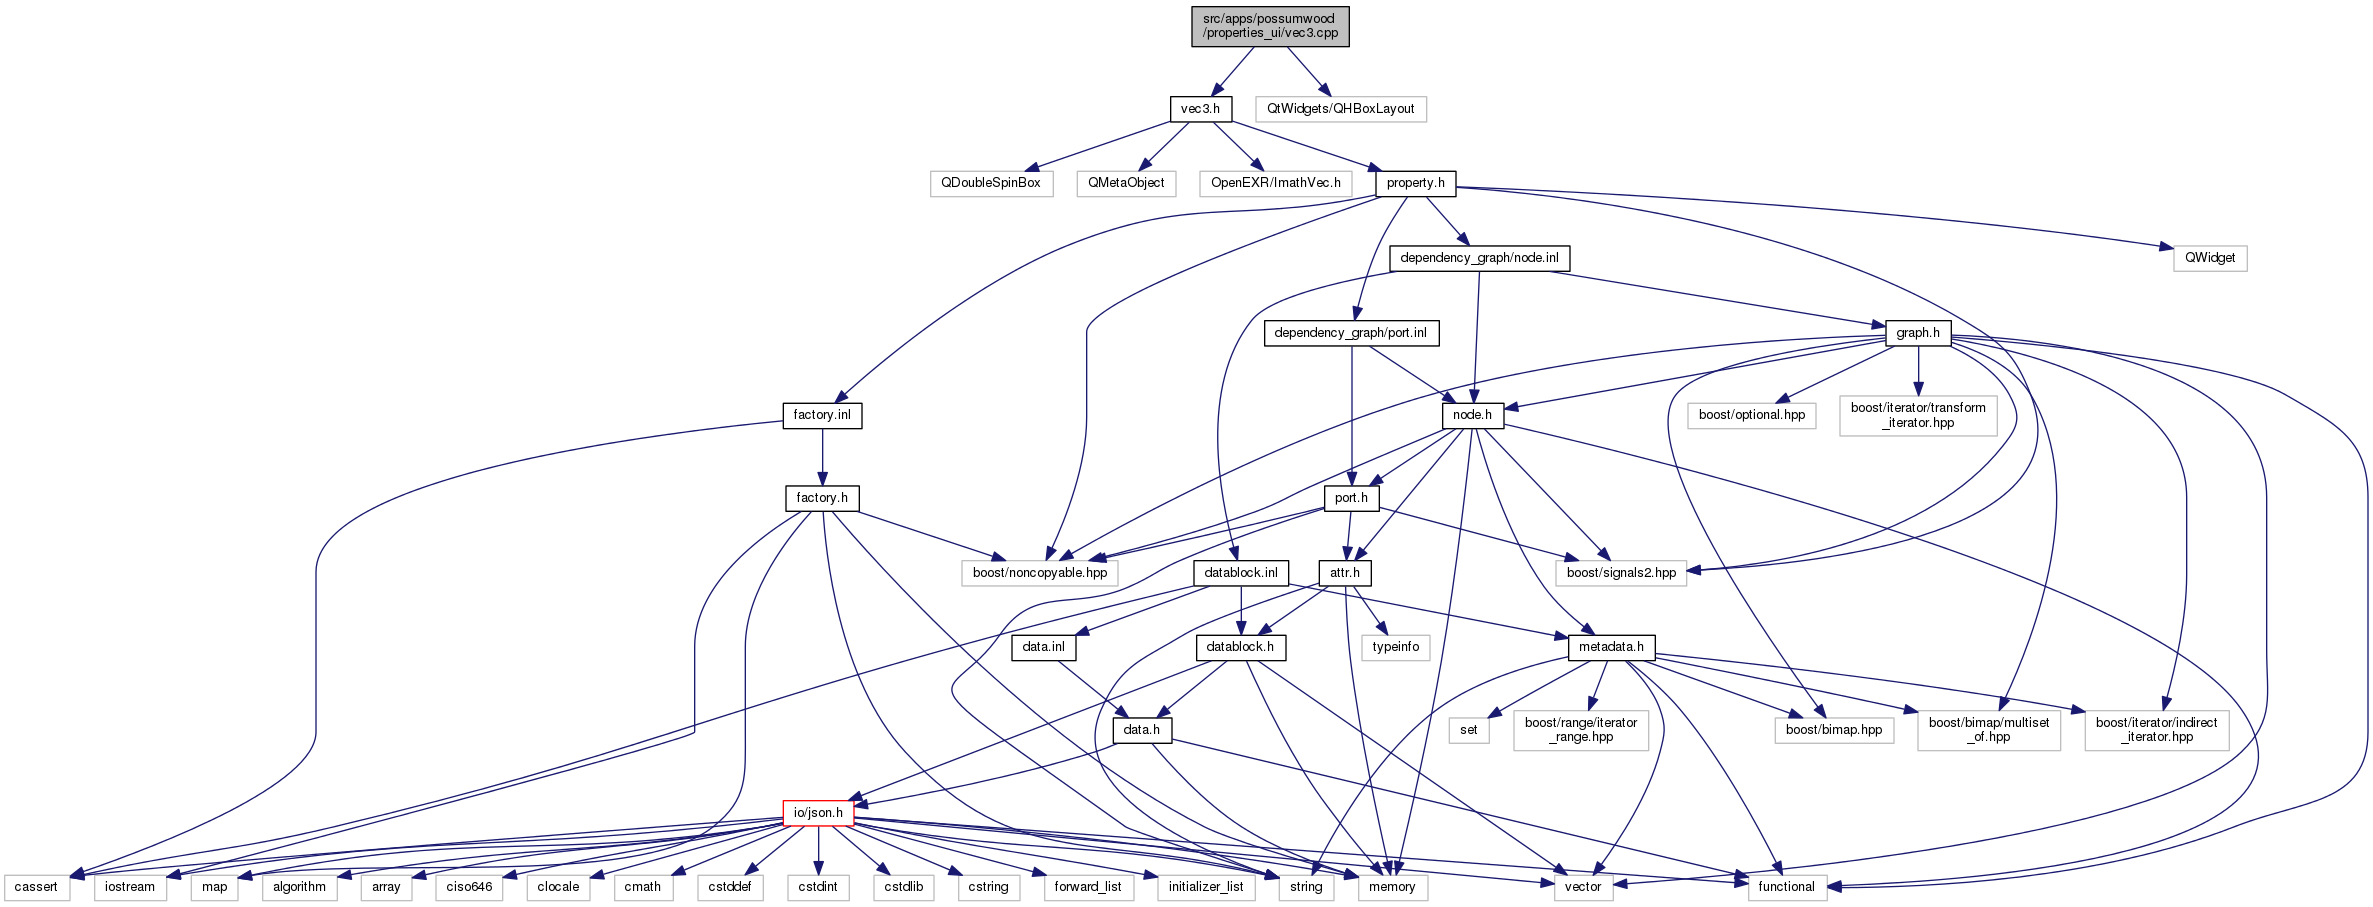 src/apps/possumwood
/properties_ui/vec3.cpp
vec3.h
QtWidgets/QHBoxLayout
QDoubleSpinBox
QMetaObject
OpenEXR/ImathVec.h
property.h
dependency_graph/node.inl
QWidget
dependency_graph/port.inl
graph.h
factory.inl
node.h
boost/optional.hpp
boost/iterator/transform
_iterator.hpp
factory.h
port.h
boost/noncopyable.hpp
datablock.inl
attr.h
boost/signals2.hpp
data.inl
datablock.h
typeinfo
metadata.h
data.h
set
boost/range/iterator
_range.hpp
boost/bimap.hpp
boost/bimap/multiset
_of.hpp
boost/iterator/indirect
_iterator.hpp
io/json.h
cassert
iostream
map
algorithm
array
ciso646
clocale
cmath
cstddef
cstdint
cstdlib
cstring
forward_list
initializer_list
string
memory
vector
functional